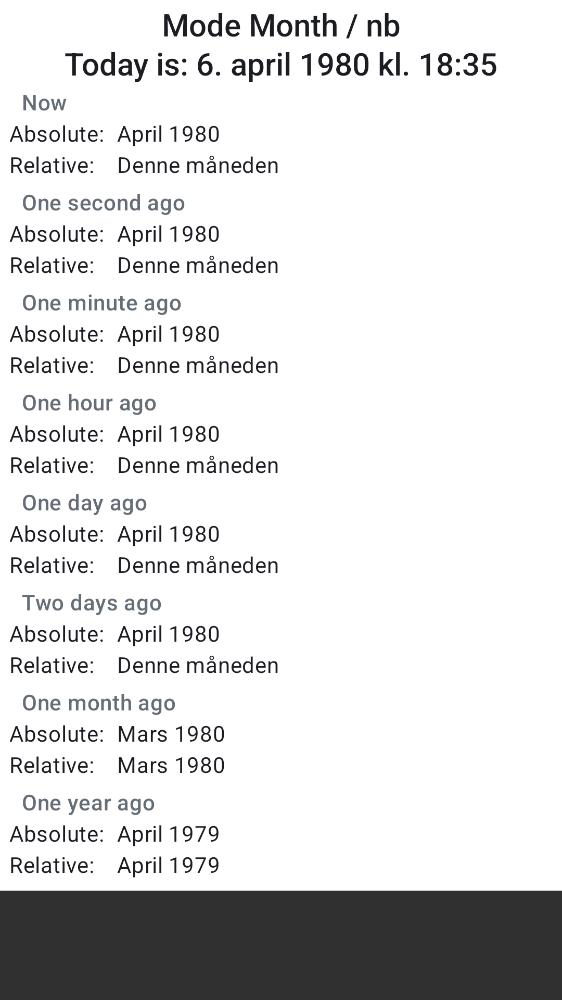 Mode Month / nb
Today is: 6. april 1980 kl. 18:35
Now
Absolute: April 1980
Relative: Denne måneden
One second ago
Absolute: April 1980
Relative: Denne måneden
One minute ago
Absolute: April 1980
Relative: Denne måneden
One hour ago
Absolute: April 1980
Relative: Denne måneden
One day ago
Absolute: April 1980
Relative: Denne måneden
Two days ago
Absolute: April 1980
Relative: Denne måneden
One month ago
Absolute: Mars 1980
Relative: Mars 1980
One year ago
Absolute: April 1979
Relative: April 1979